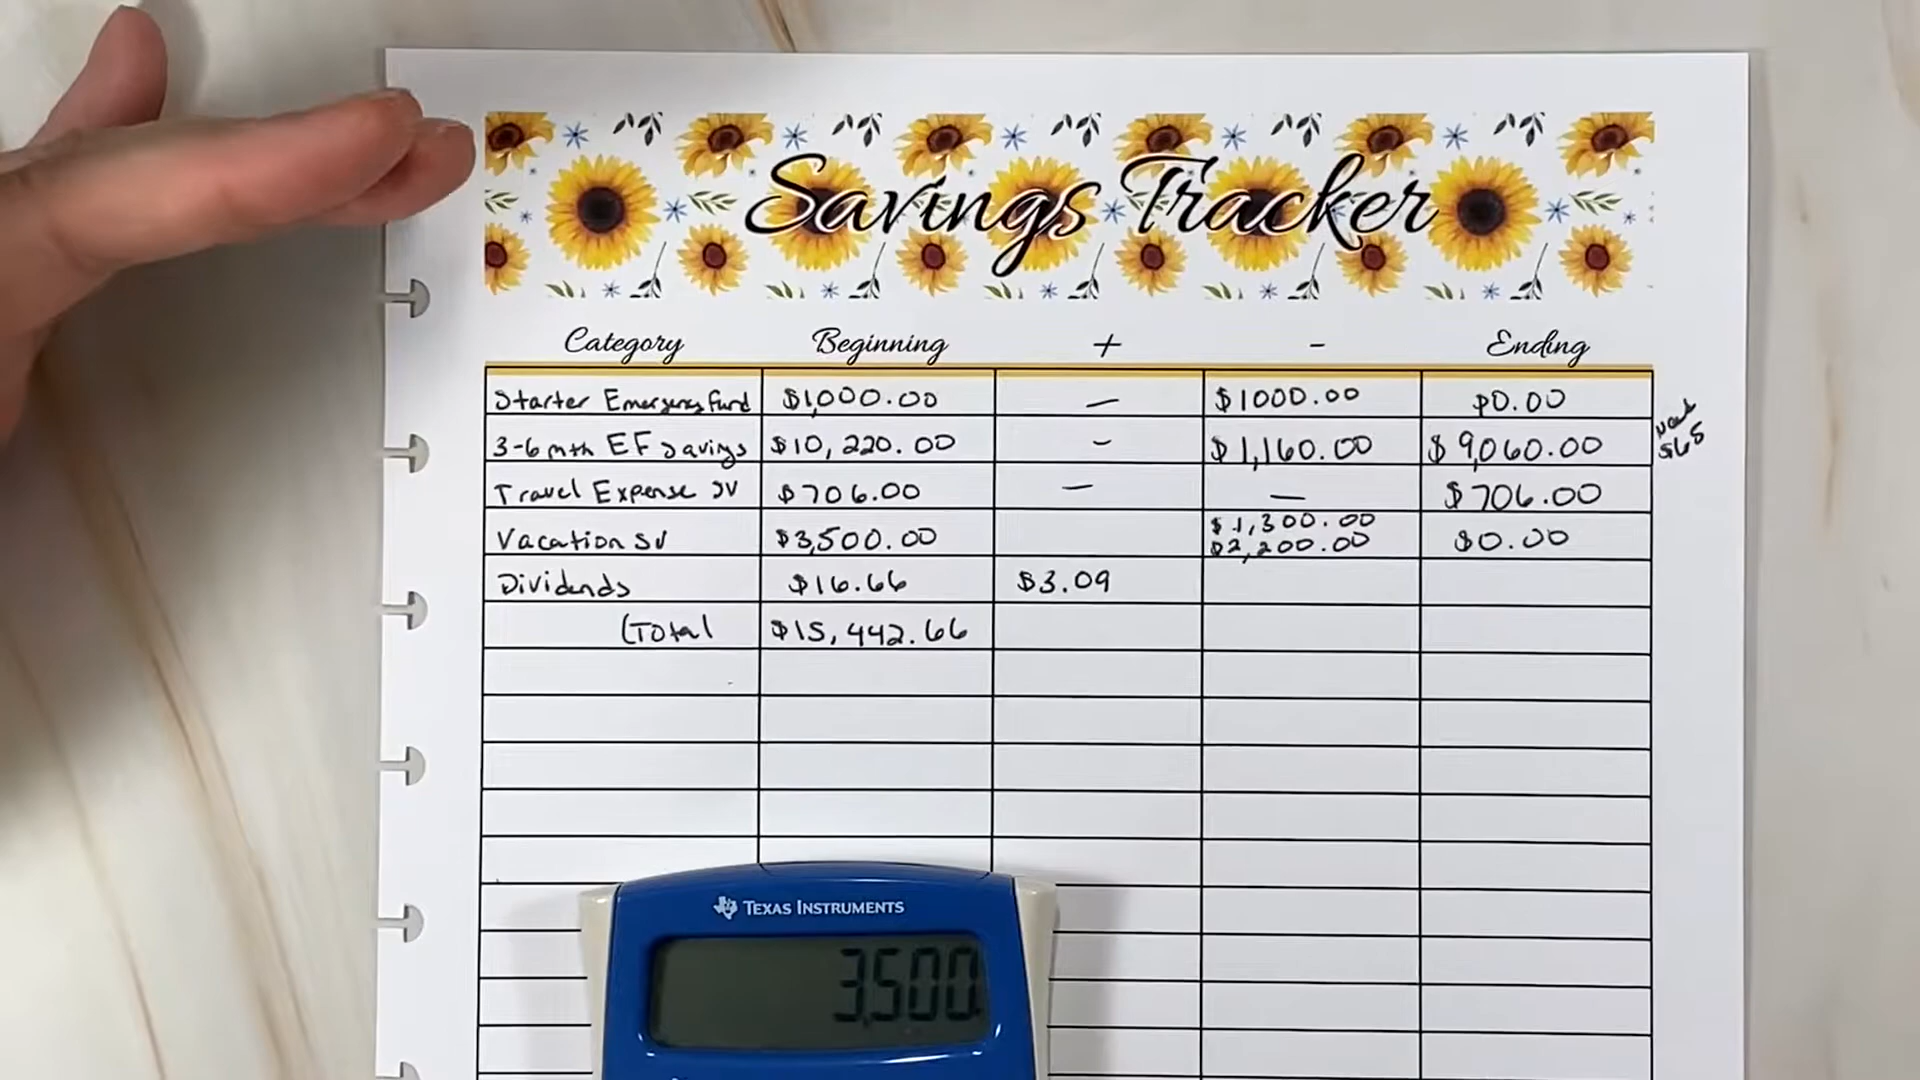 Savings Tracker
Category Beginning + - Ending
Starter Emergency Fund $1,000.00 — $1000.00 $0.00
3-6 mth EF Savings $10,220.00 - $1,160.00 $9,060.00
565
Travel Expense SV $706.00 — — $706.00
Vacation SV $3,500.00 $1,300.00 $0.00
$2,200.00
Dividends $16.66 $3.09
(Total $15,442.66
TEXAS INSTRUMENTS
3,500.